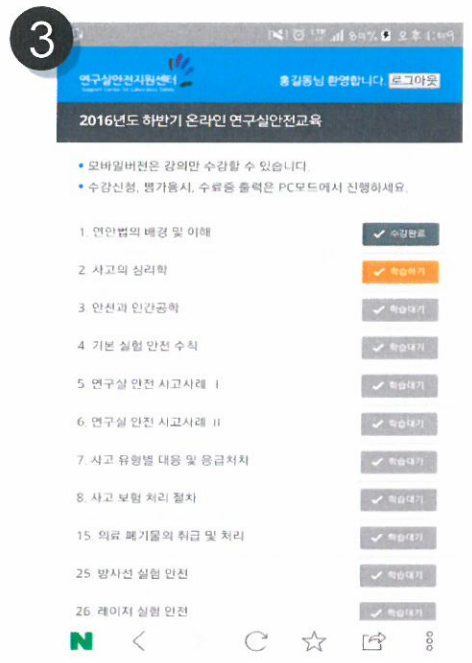 3
84% 오후 1:49
연구실안전지원센터
Support Center for Laboratory Safety
홍길동님 환영합니다. 로그아웃
2016년도 하반기 온라인 연구실안전교육
• 모바일버전은 강의만 수강할 수 있습니다.
• 수강신청, 평가응시, 수료증 출력은 PC모드에서 진행하세요.
1. 연안법의 배경 및 이해 ✓ 수강완료
2. 사고의 심리학 ✓ 학습하기
3. 안전과 인간공학 ✓ 학습대기
4. 기본 실험 안전 수칙 ✓ 학습대기
5. 연구실 안전 사고사례 I ✓ 학습대기
6. 연구실 안전 사고사례 II ✓ 학습대기
7. 사고 유형별 대응 및 응급처치 ✓ 학습대기
8. 사고 보험 처리 절차 ✓ 학습대기
15. 의료 폐기물의 취급 및 처리 ✓ 학습대기
25. 방사선 실험 안전 ✓ 학습대기
26. 레이저 실험 안전 ✓ 학습대기
N